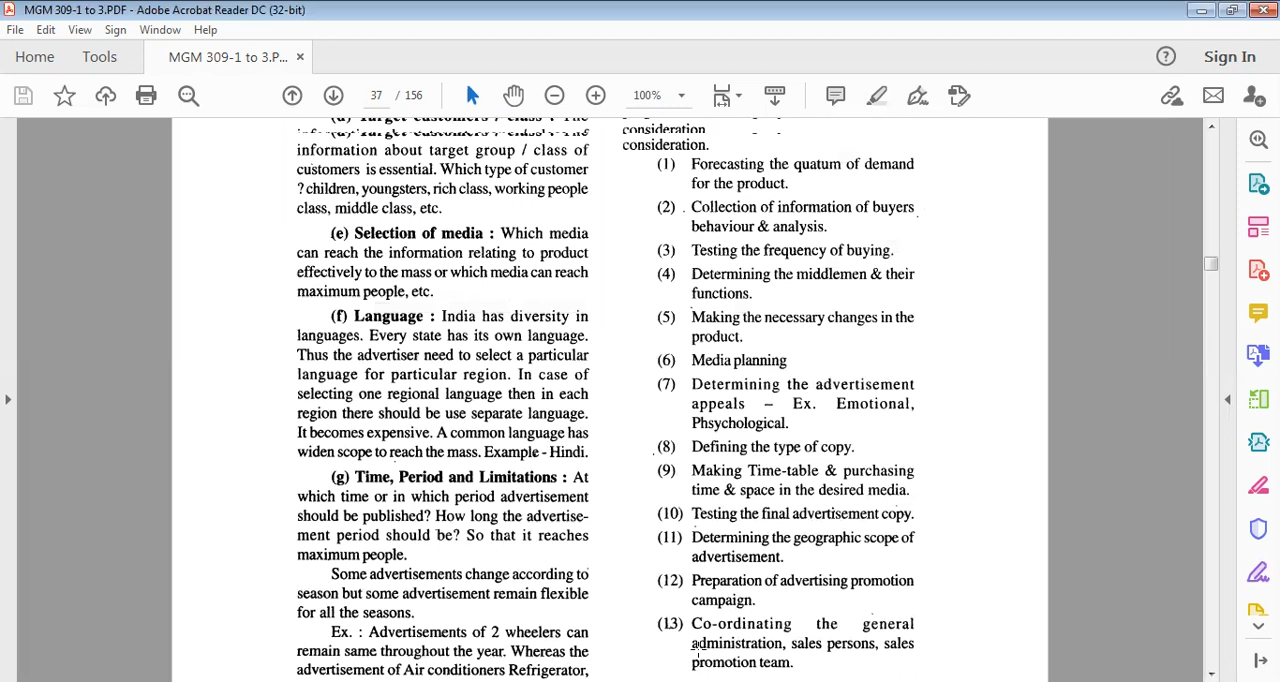 MGM 309-1 to 3.PDF - Adobe Acrobat Reader DC (32-bit)
File Edit View Sign Window Help
Home Tools MGM 309-1 to 3.P... ×
Sign In
37 / 156
100%
(d) Target customers / class : The
information about target group / class of
customers is essential. Which type of customer
? children, youngsters, rich class, working people
class, middle class, etc.
(e) Selection of media : Which media
can reach the information relating to product
effectively to the mass or which media can reach
maximum people, etc.
(f) Language : India has diversity in
languages. Every state has its own language.
Thus the advertiser need to select a particular
language for particular region. In case of
selecting one regional language then in each
region there should be use separate language.
It becomes expensive. A common language has
widen scope to reach the mass. Example - Hindi.
(g) Time, Period and Limitations : At
which time or in which period advertisement
should be published? How long the advertise-
ment period should be? So that it reaches
maximum people.
Some advertisements change according to
season but some advertisement remain flexible
for all the seasons.
Ex. : Advertisements of 2 wheelers can
remain same throughout the year. Whereas the
advertisement of Air conditioners Refrigerator,
consideration.
consideration.
(1) Forecasting the quatum of demand
for the product.
(2) Collection of information of buyers
behaviour & analysis.
(3) Testing the frequency of buying.
(4) Determining the middlemen & their
functions.
(5) Making the necessary changes in the
product.
(6) Media planning
(7) Determining the advertisement
appeals – Ex. Emotional,
Phsychological.
(8) Defining the type of copy.
(9) Making Time-table & purchasing
time & space in the desired media.
(10) Testing the final advertisement copy.
(11) Determining the geographic scope of
advertisement.
(12) Preparation of advertising promotion
campaign.
(13) Co-ordinating the general
administration, sales persons, sales
promotion team.